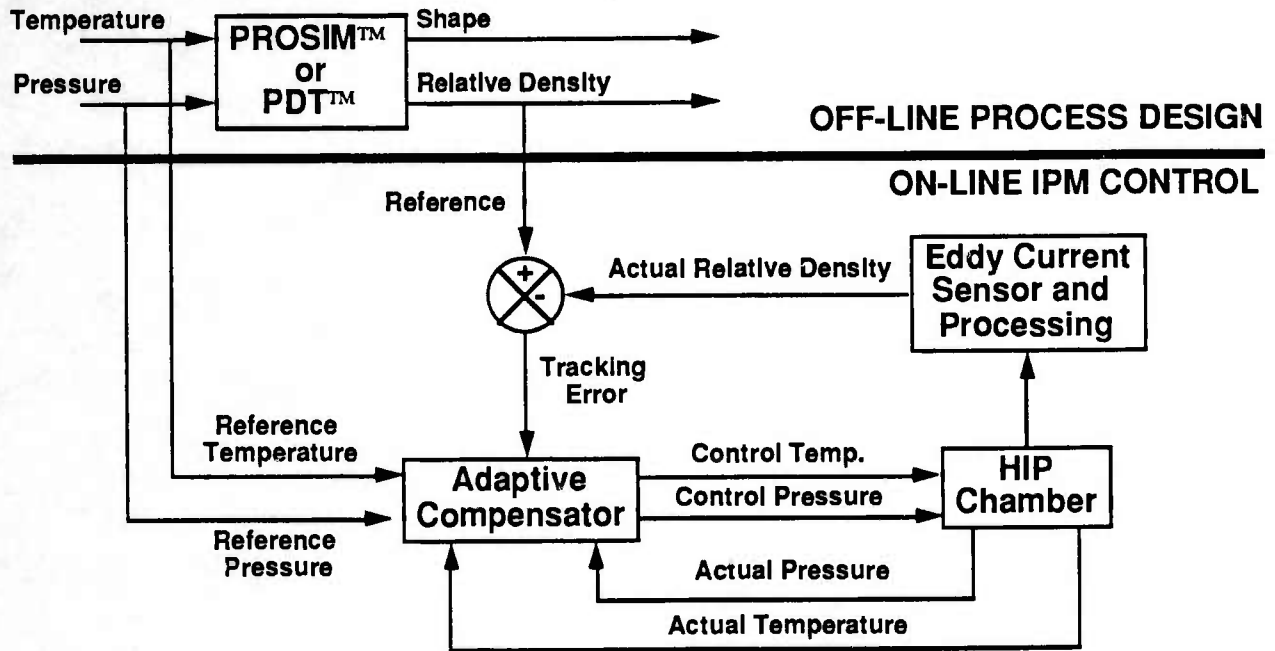 Temperature
Shape
PROSIM™
or
PDT™
Pressure
Relative Density
OFF-LINE PROCESS DESIGN
ON-LINE IPM CONTROL
Reference
+
-
Actual Relative Density
Eddy Current
Sensor and
Processing
Tracking
Error
Reference
Temperature
Adaptive
Compensator
Control Temp.
Control Pressure
HIP
Chamber
Reference
Pressure
Actual Pressure
Actual Temperature